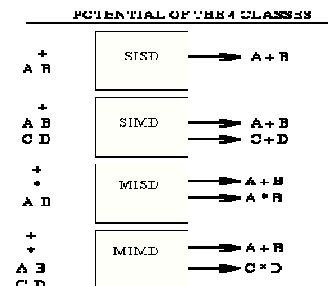 POTENTIAL OF THE 4 CLASSES
+
A B
SISD
A + B
+
A B
C D
SIMD
A + B
C + D
+
*
A B
MISD
A + B
A * B
+
*
A B
C D
MIMD
A + B
C * D